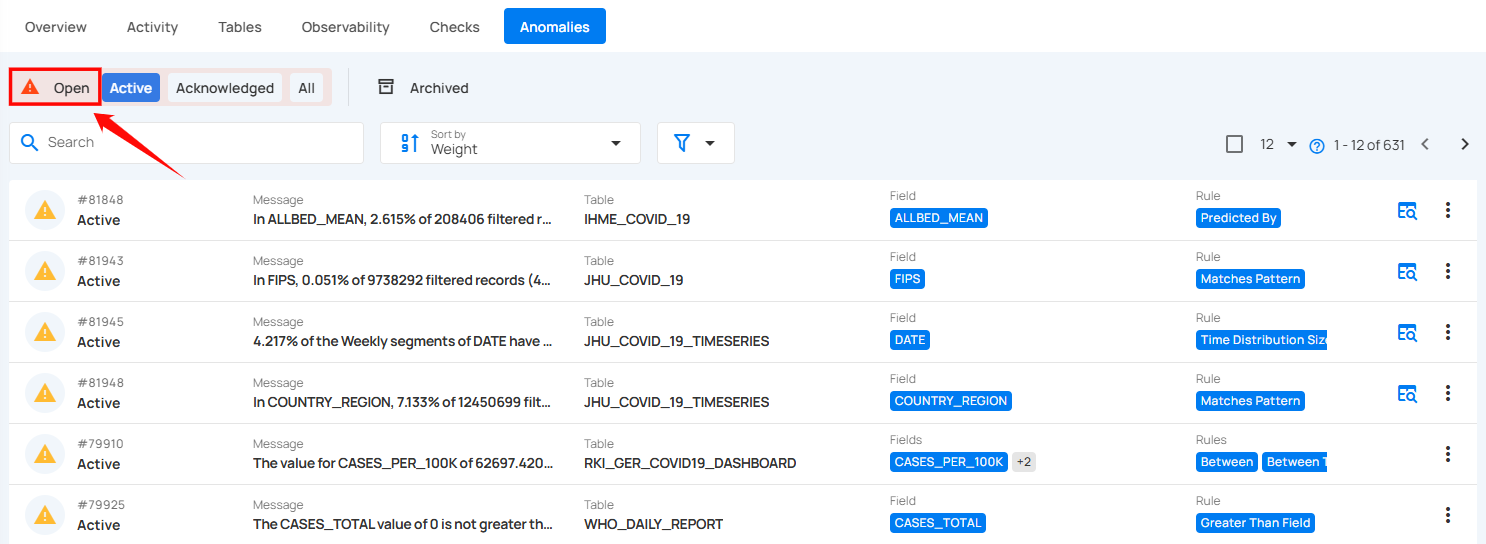 Overview Activity Tables Observability Checks Anomalies
Open Active Acknowledged All Archived
Search
Sort by
Weight
12 1 - 12 of 631
#81848 Message Table Field Rule
Active In ALLBED_MEAN, 2.615% of 208406 filtered r... IHME_COVID_19 ALLBED_MEAN Predicted By
#81943 Message Table Field Rule
Active In FIPS, 0.051% of 9738292 filtered records (4... JHU_COVID_19 FIPS Matches Pattern
#81945 Message Table Field Rule
Active 4.217% of the Weekly segments of DATE have ... JHU_COVID_19_TIMESERIES DATE Time Distribution Size
#81948 Message Table Field Rule
Active In COUNTRY_REGION, 7.133% of 12450699 filt... JHU_COVID_19_TIMESERIES COUNTRY_REGION Matches Pattern
#79910 Message Table Fields Rules
Active The value for CASES_PER_100K of 62697.420... RKI_GER_COVID19_DASHBOARD CASES_PER_100K +2 Between Between T
#79925 Message Table Field Rule
Active The CASES_TOTAL value of 0 is not greater th... WHO_DAILY_REPORT CASES_TOTAL Greater Than Field